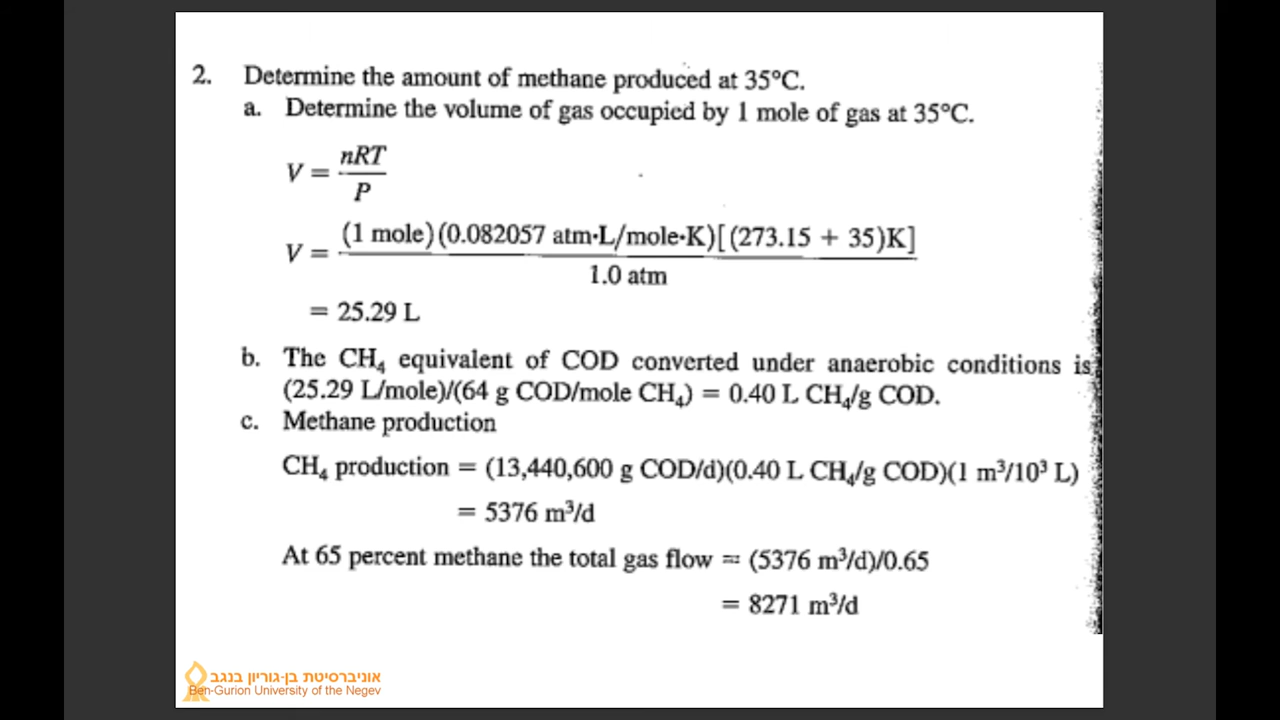 2. Determine the amount of methane produced at 35°C.
a. Determine the volume of gas occupied by 1 mole of gas at 35°C.
V = nRT / P
V = (1 mole)(0.082057 atm·L/mole·K)[(273.15 + 35)K] / 1.0 atm
= 25.29 L
b. The CH₄ equivalent of COD converted under anaerobic conditions is
(25.29 L/mole)/(64 g COD/mole CH₄) = 0.40 L CH₄/g COD.
c. Methane production
CH₄ production = (13,440,600 g COD/d)(0.40 L CH₄/g COD)(1 m³/10³ L)
= 5376 m³/d
At 65 percent methane the total gas flow = (5376 m³/d)/0.65
= 8271 m³/d
אוניברסיטת בן-גוריון בנגב
Ben-Gurion University of the Negev